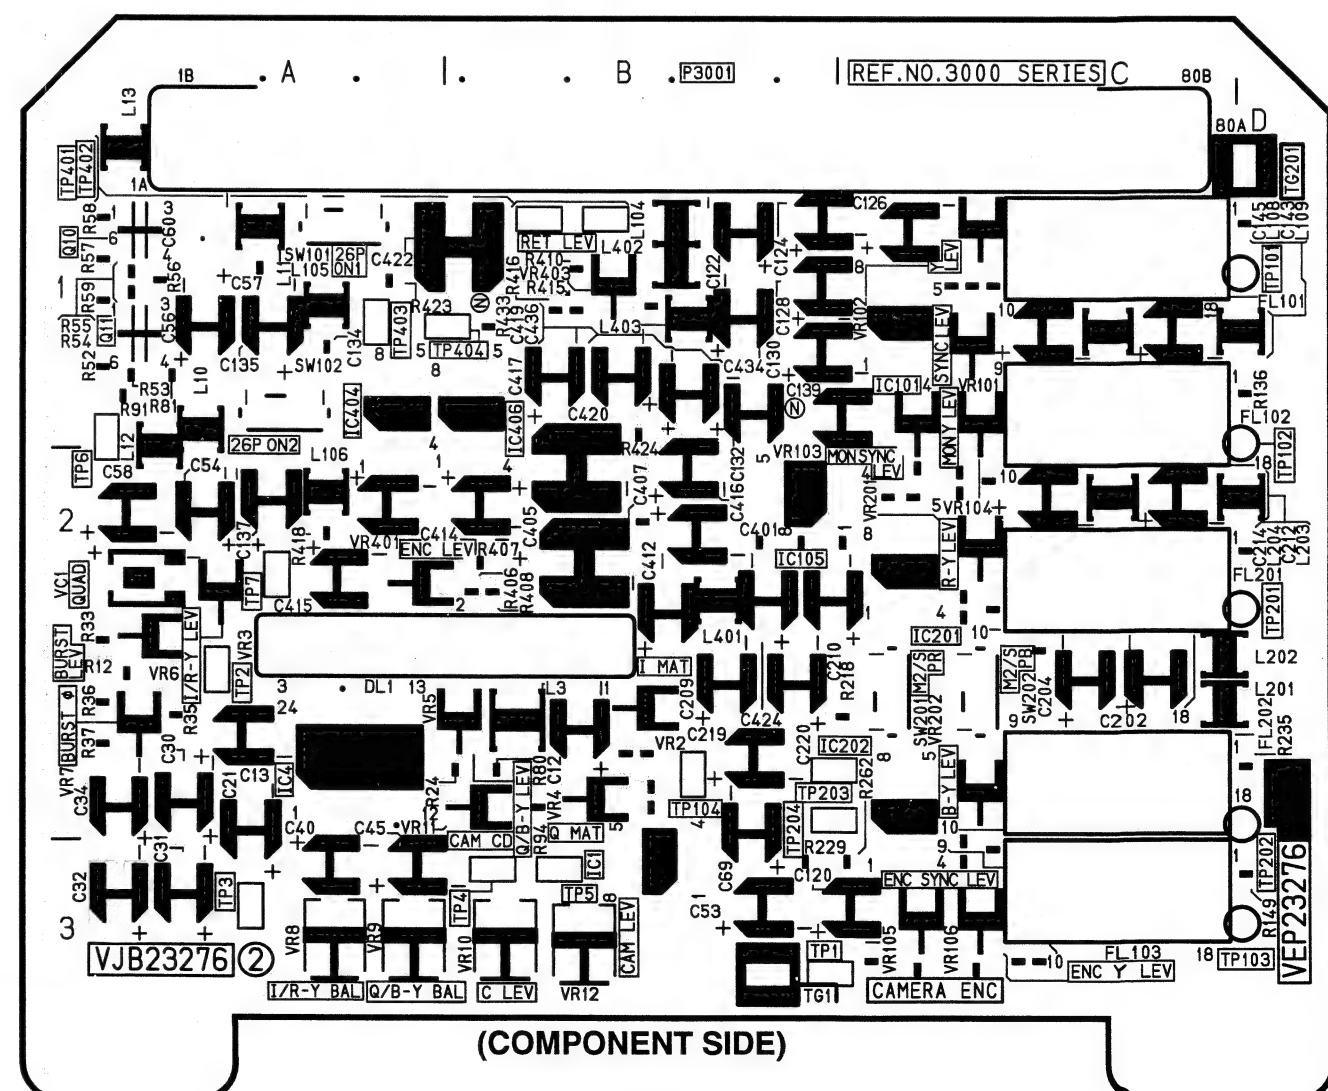 1B
A
B
P3001
REF.NO.3000 SERIES
C
80B
80A
D
L13
TP401
TP402
1A
TG201
R58
Q10
R57
C60
R56
R59
1
R55
R54
Q11
C56
R52
R53
R81
R91
L10
L12
SW101
26P ON1
L105
L11
C57
C422
C135
SW102
C134
TP403
R423
TP404
RET LEV
L104
L402
R410
VR403
R415
R416
R433
C419
C436
L403
C417
C122
C124
C126
C128
C130
VR102
Y LEV
SYNC LEV
C434
C139
IC101
VR101
C145
L108
C143
L109
TP101
FL101
R136
FL102
TP102
IC404
IC406
26P ON2
L106
C420
R424
C407
C132
C416
VR103
MON SYNC LEV
MON Y LEV
VR201
VR104
TP6
C58
C54
2
C137
R418
VR401
C414
ENC LEV
R407
C405
C412
C401
IC105
R-Y LEV
C214
L204
C212
L203
FL201
TP201
VC1
QUAD
TP7
C415
R406
R408
R33
BURST LEV
R12
VR6
I/R-Y LEV
VR3
TP2
DL1
L3
I MAT
L401
C209
C210
R218
IC201
M2/S
PR
SW201
VR202
M2/S
PB
SW202
C204
C202
L202
L201
FL202
R235
BURST ø
R36
R37
R35
VR7
C30
C21
C13
IC4
VR5
R24
R80
C12
VR2
C219
C424
C220
IC202
R262
TP203
TP104
TP204
R229
B-Y LEV
C34
C31
C32
C40
C45
VR11
CAM CD
Q/B-Y LEV
R94
VR4
Q MAT
IC1
TP3
TP4
TP5
C69
C53
C120
ENC SYNC LEV
TP202
R149
VEP23276
3
VJB23276 ②
VR8
VR9
VR10
CAM LEV
VR12
I/R-Y BAL
Q/B-Y BAL
C LEV
TP1
TG1
VR105
VR106
CAMERA ENC
FL103
ENC Y LEV
18
TP103
(COMPONENT SIDE)